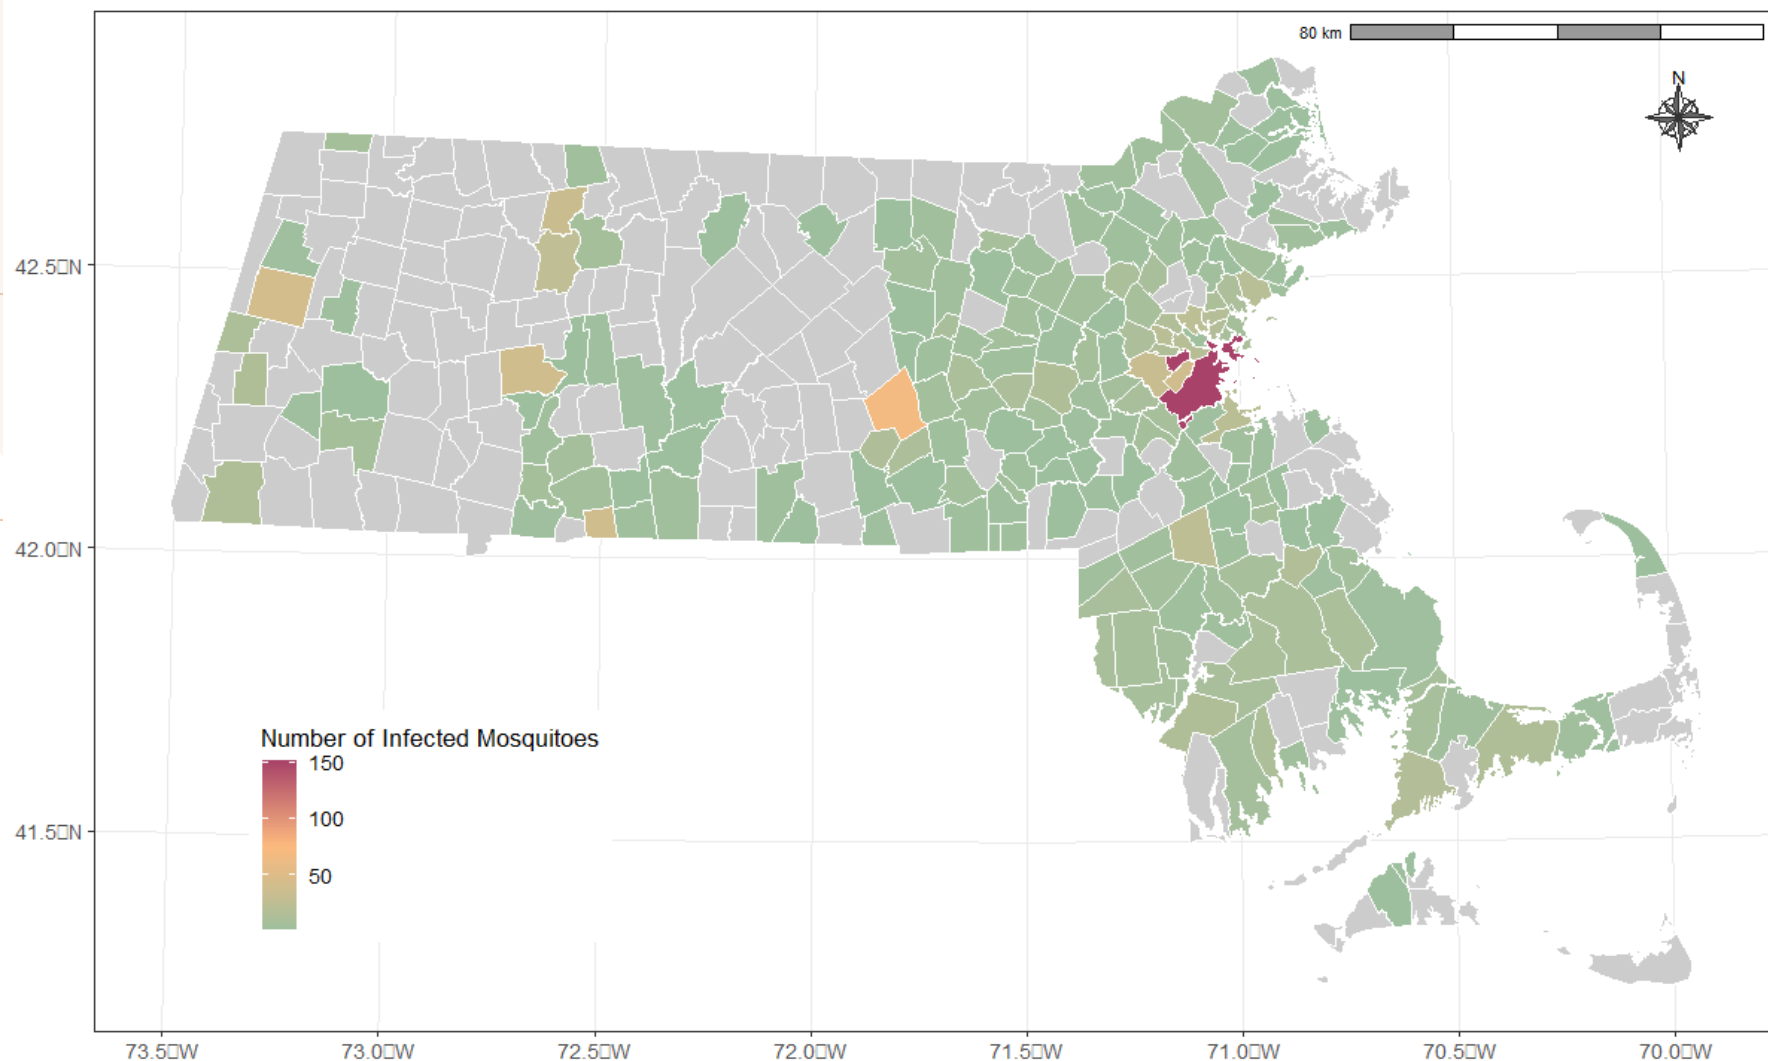 80 km
N
42.5□N
42.0□N
41.5□N
Number of Infected Mosquitoes
150
100
50
73.5□W
73.0□W
72.5□W
72.0□W
71.5□W
71.0□W
70.5□W
70.0□W